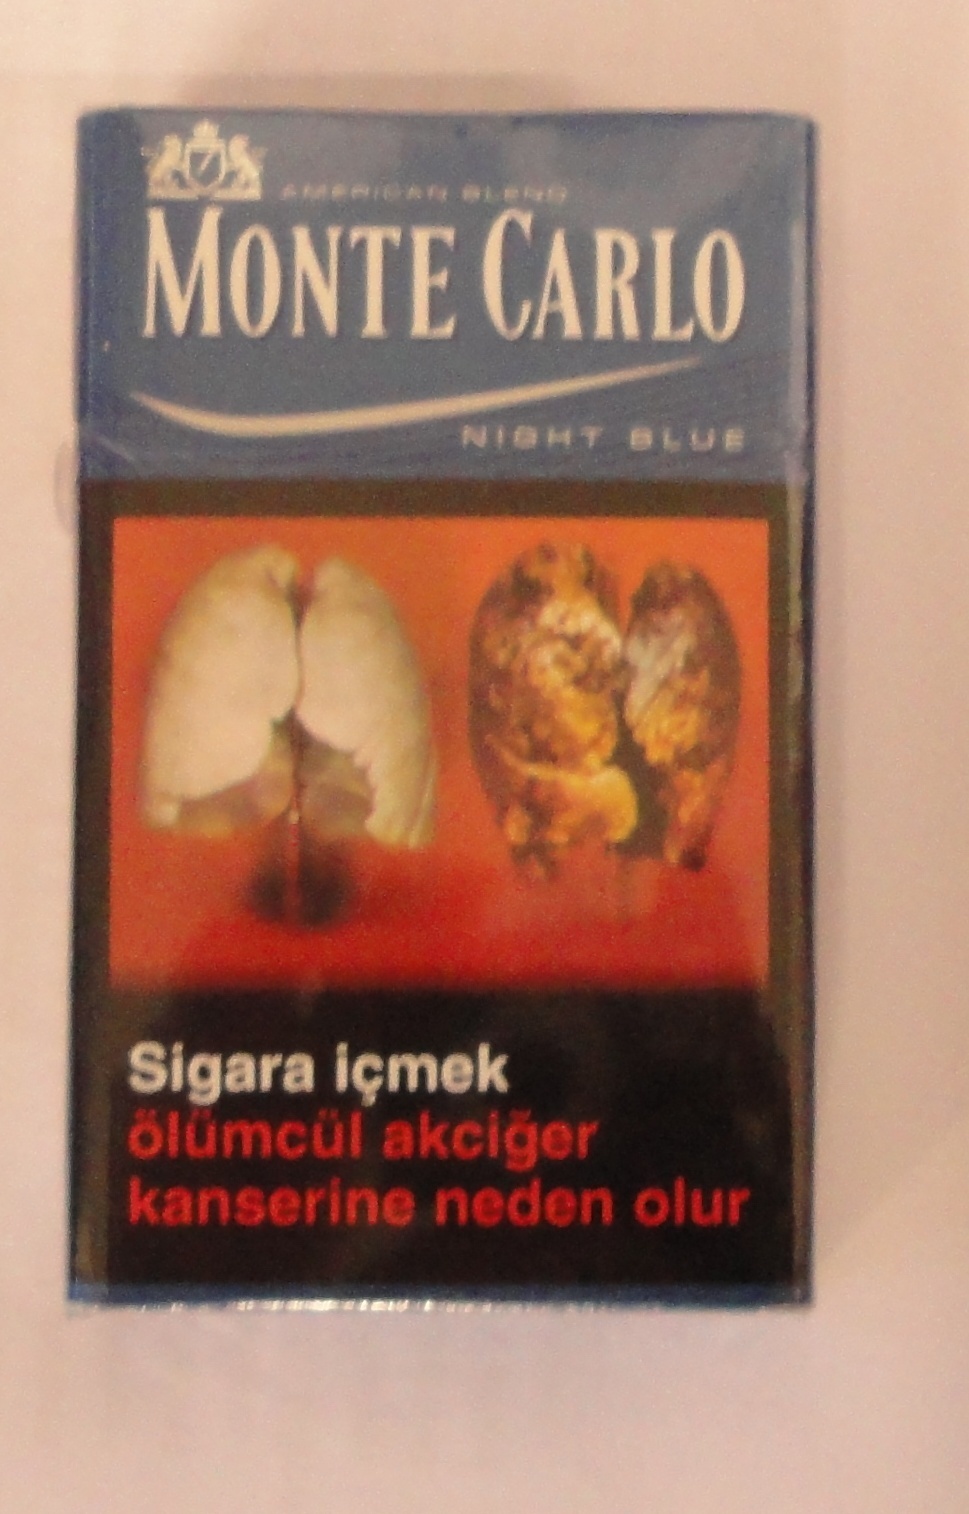 AMERICAN BLEND
MONTE CARLO
NIGHT BLUE
Sigara içmek
ölümcül akciğer
kanserine neden olur